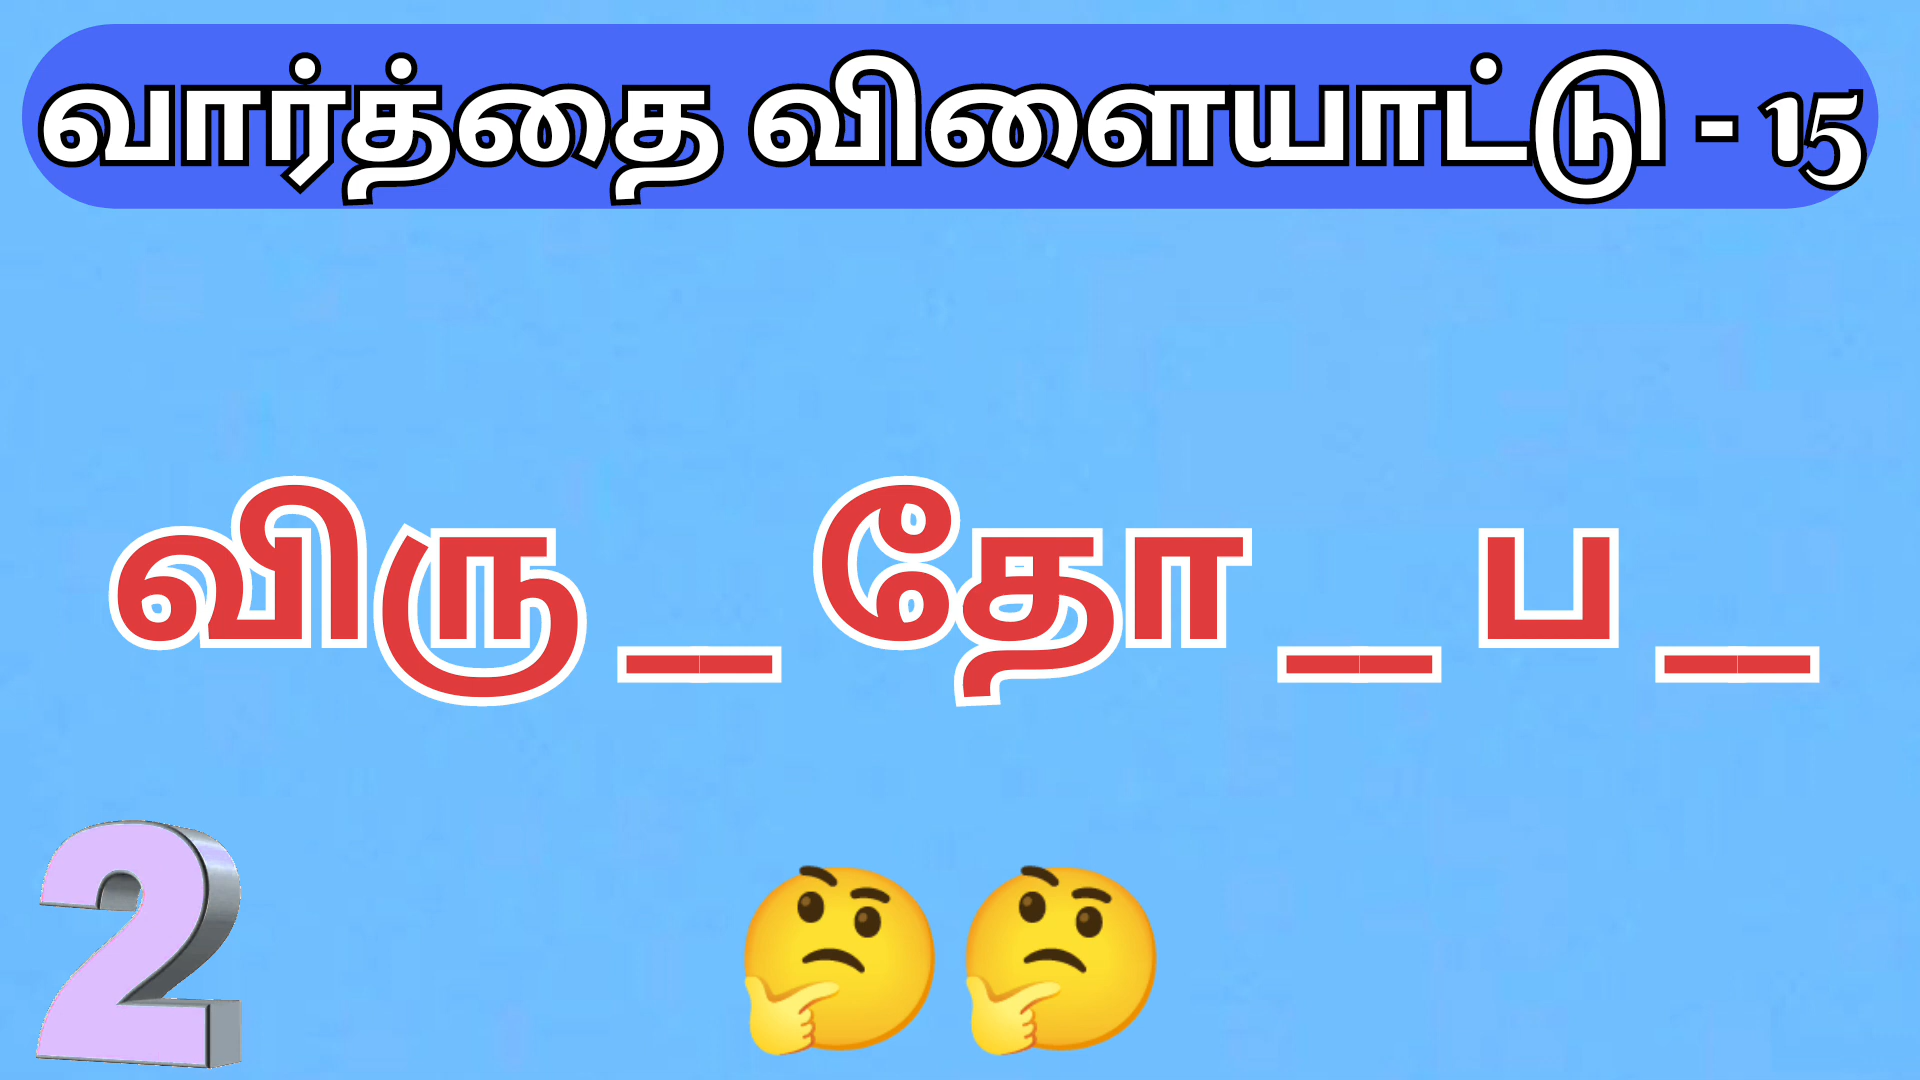 வார்த்தை விளையாட்டு - 15
விரு _ தோ _ ப _
2